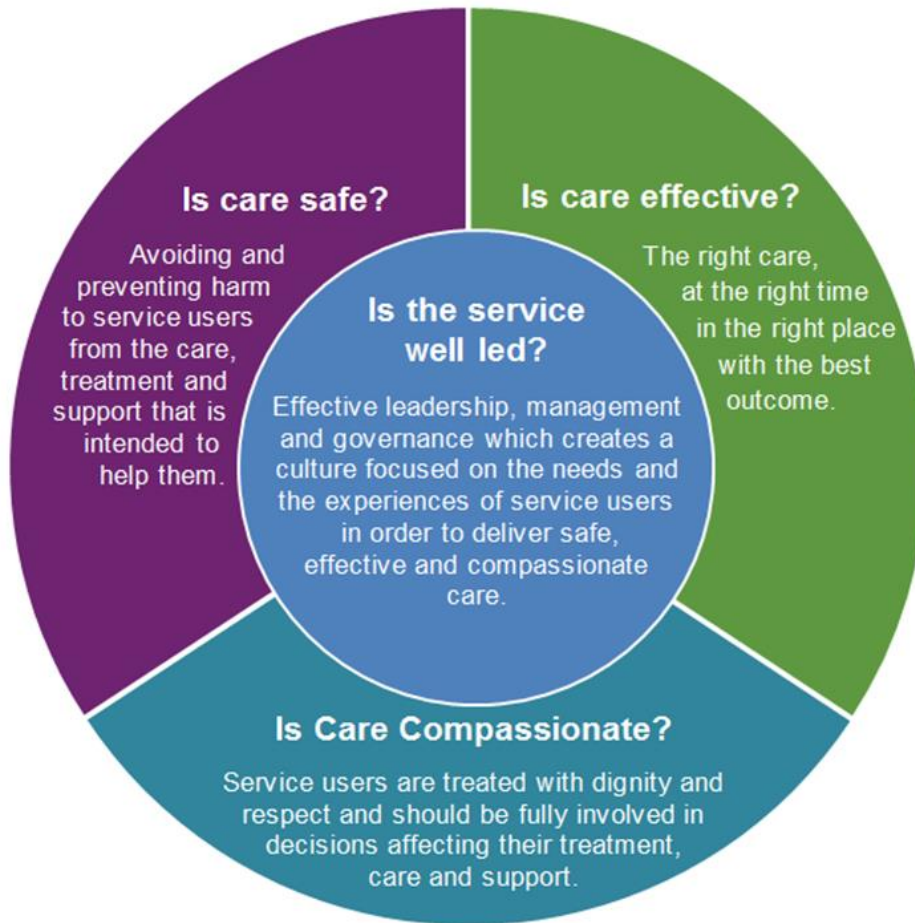 Is care safe?
Avoiding and
preventing harm
to service users
from the care,
treatment and
support that is
intended to
help them.
Is care effective?
The right care,
at the right time
in the right place
with the best
outcome.
Is the service
well led?
Effective leadership, management
and governance which creates a
culture focused on the needs and
the experiences of service users
in order to deliver safe,
effective and compassionate
care.
Is Care Compassionate?
Service users are treated with dignity and
respect and should be fully involved in
decisions affecting their treatment,
care and support.